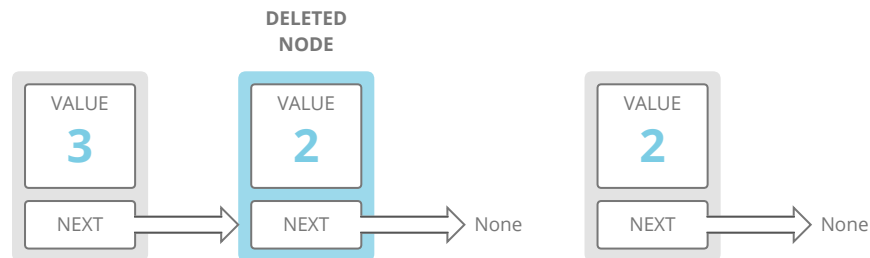 DELETED
NODE
VALUE
3
NEXT
VALUE
2
NEXT
None
VALUE
2
NEXT
None